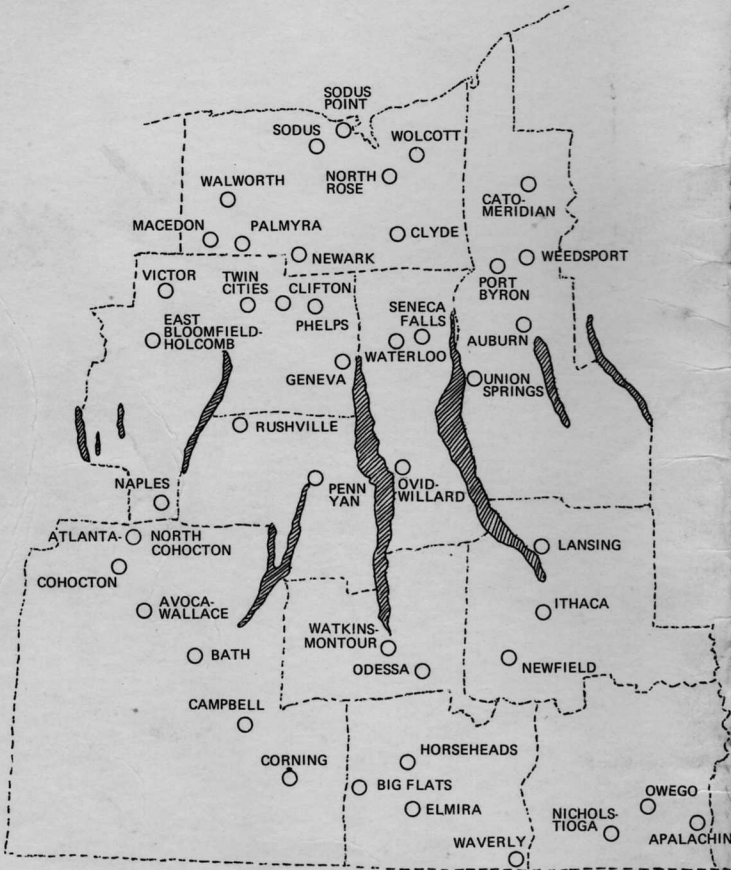 SODUS
POINT
SODUS
WOLCOTT
NORTH
ROSE
WALWORTH
CATO-
MERIDIAN
MACEDON
PALMYRA
CLYDE
NEWARK
WEEDSPORT
PORT
BYRON
VICTOR
TWIN
CITIES
CLIFTON
PHELPS
SENECA
FALLS
EAST
BLOOMFIELD-
HOLCOMB
WATERLOO
AUBURN
GENEVA
UNION
SPRINGS
RUSHVILLE
NAPLES
PENN
YAN
OVID-
WILLARD
ATLANTA-
NORTH
COHOCTON
LANSING
COHOCTON
AVOCA-
WALLACE
ITHACA
WATKINS-
MONTOUR
BATH
ODESSA
NEWFIELD
CAMPBELL
CORNING
HORSEHEADS
BIG FLATS
ELMIRA
OWEGO
NICHOLS-
TIOGA
APALACHIN
WAVERLY